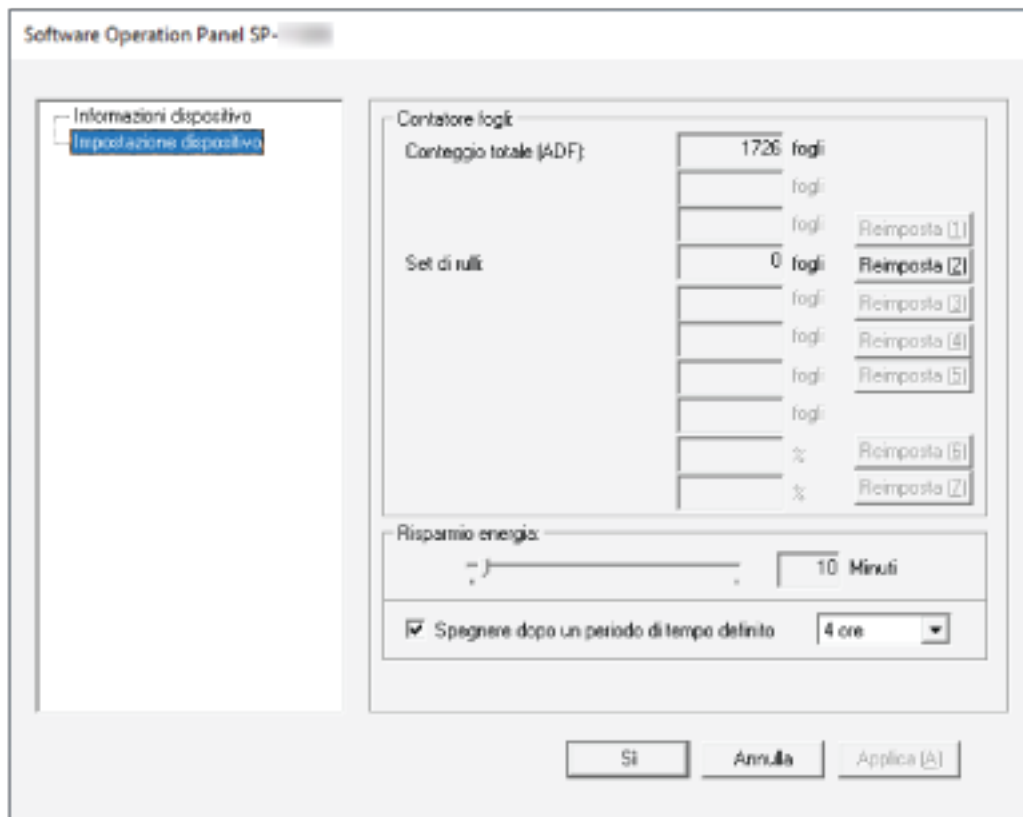 Software Operation Panel SP-
Informazioni dispositivo
Impostazione dispositivo
Contatore fogli:
Conteggio totale (ADF): 1726 fogli
fogli
fogli Reimposta (1)
Set di rulli: 0 fogli Reimposta (2)
fogli Reimposta (3)
fogli Reimposta (4)
fogli Reimposta (5)
fogli
% Reimposta (6)
% Reimposta (7)
Risparmio energia:
10 Minuti
Spegnere dopo un periodo di tempo definito 4 ore
Sì Annulla Applica (A)